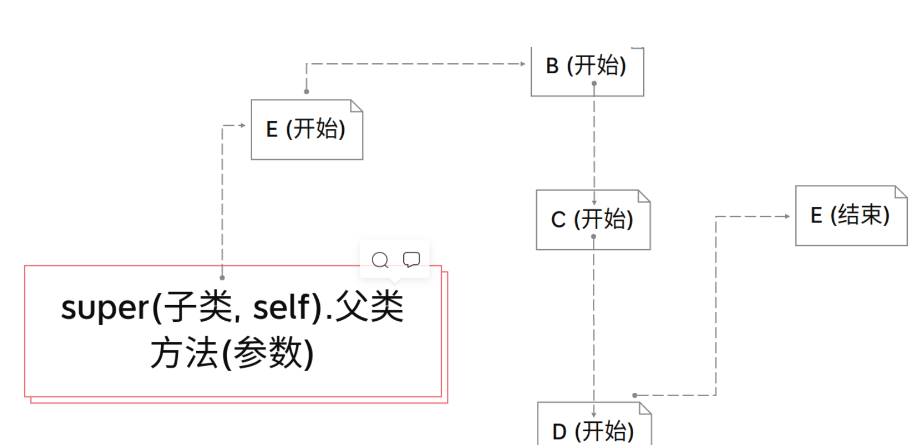 B (开始)
E (开始)
C (开始)
E (结束)
super(子类, self).父类
方法(参数)
D (开始)